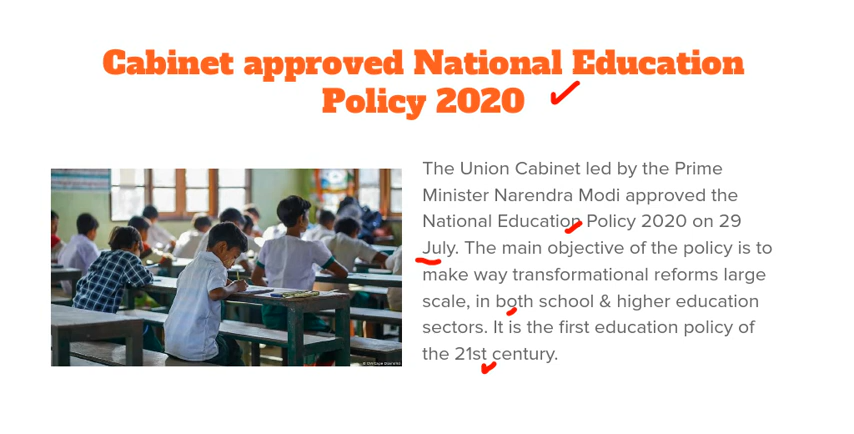 Cabinet approved National Education
Policy 2020
The Union Cabinet led by the Prime
Minister Narendra Modi approved the
National Education Policy 2020 on 29
July. The main objective of the policy is to
make way transformational reforms large
scale, in both school & higher education
sectors. It is the first education policy of
the 21st century.